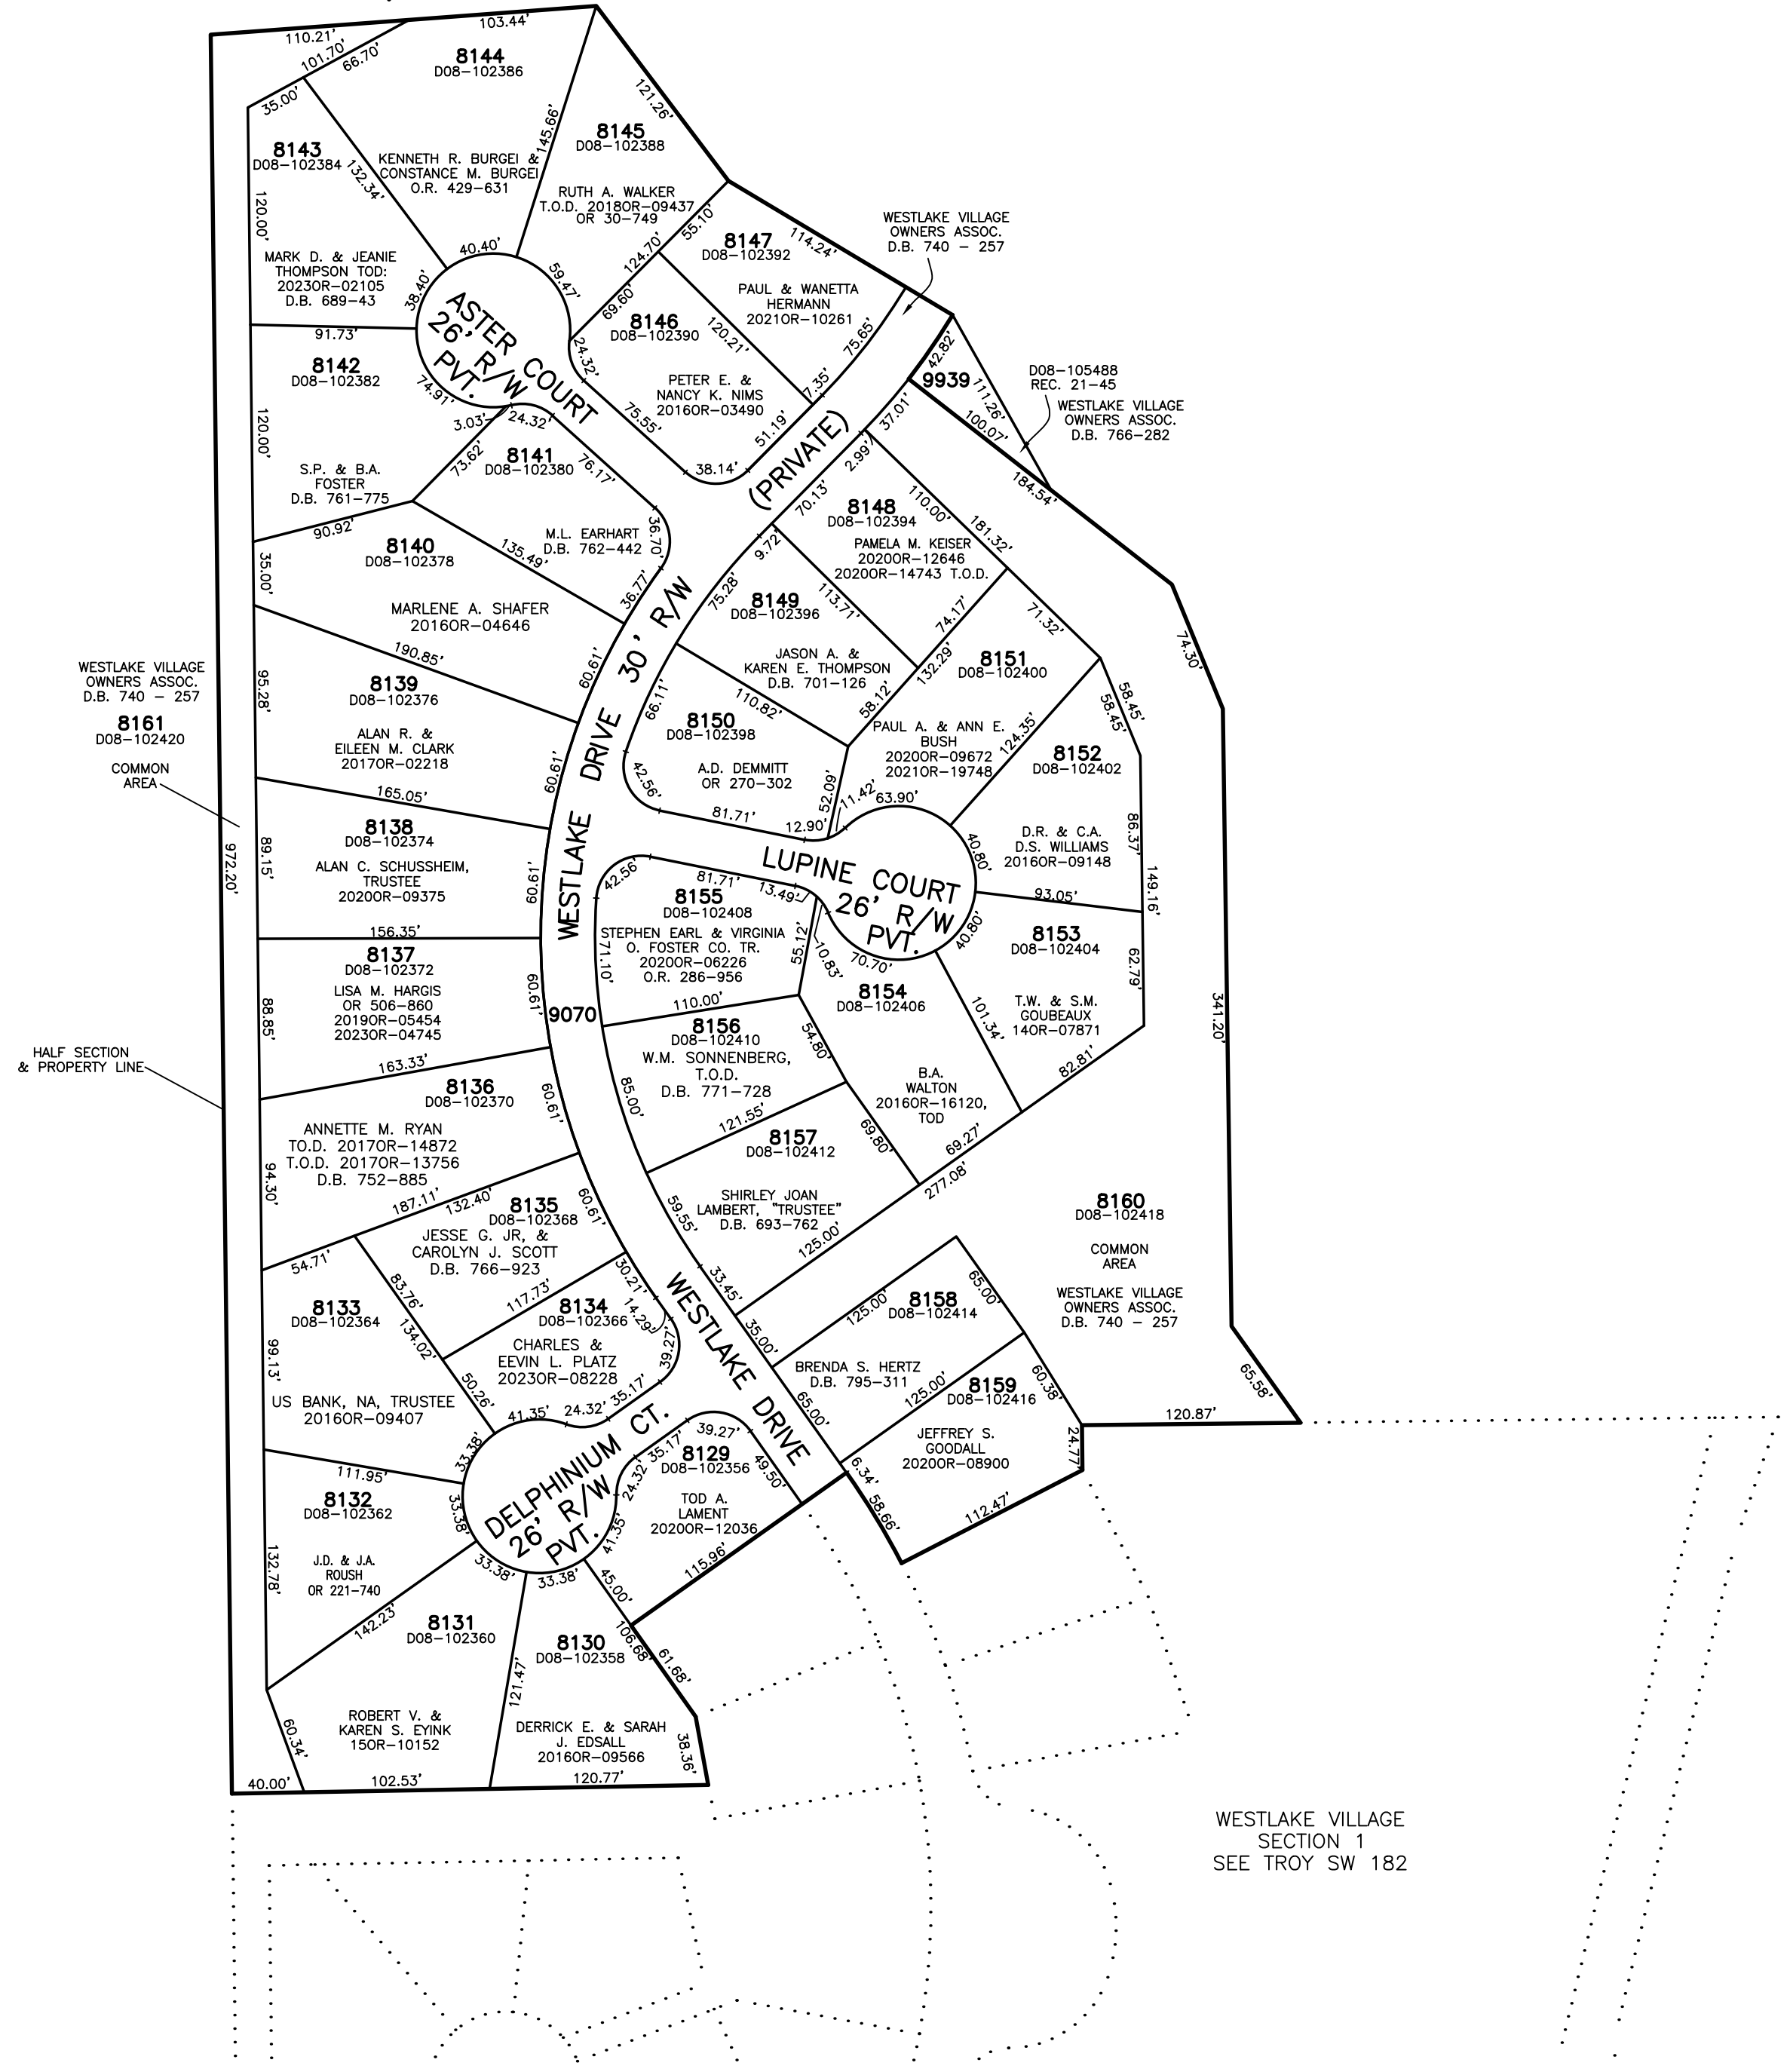 110.21'
103.44'
101.70'
66.70'
35.00'
8144
D08-102386
KENNETH R. BURGEI &
CONSTANCE M. BURGEI
O.R. 429-631
145.66'
121.26'
8145
D08-102388
RUTH A. WALKER
T.O.D. 2018OR-09437
OR 30-749
8143
D08-102384
132.34'
120.00'
MARK D. & JEANIE
THOMPSON TOD:
2023OR-02105
D.B. 689-43
38.40'
40.40'
59.47'
91.73'
ASTER COURT
26' R/W
PVT.
124.70'
55.10'
69.60'
8147
D08-102392
114.24'
PAUL & WANETTA
HERMANN
2021OR-10261
75.65'
7.35'
WESTLAKE VILLAGE
OWNERS ASSOC.
D.B. 740 - 257
8146
D08-102390
120.21'
PETER E. &
NANCY K. NIMS
2016OR-03490
24.32'
75.55'
38.14'
51.19'
(PRIVATE)
42.82'
9939
111.26'
100.07'
184.54'
37.01'
2.99'
D08-105488
REC. 21-45
WESTLAKE VILLAGE
OWNERS ASSOC.
D.B. 766-282
8142
D08-102382
120.00'
74.91'
3.03'
24.32'
73.62'
S.P. & B.A.
FOSTER
D.B. 761-775
90.92'
8141
D08-102380
76.17'
M.L. EARHART
D.B. 762-442
36.70'
36.77'
135.49'
8140
D08-102378
35.00'
MARLENE A. SHAFER
2016OR-04646
190.85'
60.61'
8148
D08-102394
PAMELA M. KEISER
2020OR-12646
2020OR-14743 T.O.D.
70.13'
110.00'
181.32'
71.32'
74.17'
9.72'
75.28'
113.71'
8149
D08-102396
JASON A. &
KAREN E. THOMPSON
D.B. 701-126
132.29'
58.12'
110.82'
66.11'
WESTLAKE DRIVE 30' R/W
8150
D08-102398
A.D. DEMMITT
OR 270-302
42.56'
81.71'
12.90'
52.09'
11.42'
63.90'
8151
D08-102400
PAUL A. & ANN E.
BUSH
2020OR-09672
2021OR-19748
124.35'
58.45'
58.45'
74.30'
8152
D08-102402
D.R. & C.A.
D.S. WILLIAMS
2016OR-09148
86.37'
149.16'
40.80'
93.05'
8139
D08-102376
95.28'
ALAN R. &
EILEEN M. CLARK
2017OR-02218
60.61'
165.05'
WESTLAKE VILLAGE
OWNERS ASSOC.
D.B. 740 - 257
8161
D08-102420
COMMON
AREA
972.20'
8138
D08-102374
89.15'
ALAN C. SCHUSSHEIM,
TRUSTEE
2020OR-09375
60.61'
156.35'
LUPINE COURT
26' R/W
PVT.
42.56'
81.71'
13.49'
8155
D08-102408
STEPHEN EARL & VIRGINIA
O. FOSTER CO. TR.
2020OR-06226
O.R. 286-956
71.10'
55.12'
10.83'
70.70'
40.80'
110.00'
8153
D08-102404
62.79'
T.W. & S.M.
GOUBEAUX
14OR-07871
101.34'
82.81'
8154
D08-102406
B.A.
WALTON
2016OR-16120,
TOD
69.27'
277.08'
8137
D08-102372
88.85'
LISA M. HARGIS
OR 506-860
2019OR-05454
2023OR-04745
60.61'
163.33'
9070
8156
D08-102410
W.M. SONNENBERG,
T.O.D.
D.B. 771-728
54.80'
85.00'
121.55'
HALF SECTION
& PROPERTY LINE
8136
D08-102370
60.61'
94.30'
ANNETTE M. RYAN
TO.D. 2017OR-14872
T.O.D. 2017OR-13756
D.B. 752-885
187.11'
132.40'
54.71'
8157
D08-102412
69.80'
SHIRLEY JOAN
LAMBERT, "TRUSTEE"
D.B. 693-762
59.55'
125.00'
33.45'
341.20'
8160
D08-102418
COMMON
AREA
WESTLAKE VILLAGE
OWNERS ASSOC.
D.B. 740 - 257
65.58'
120.87'
8135
D08-102368
JESSE G. JR, &
CAROLYN J. SCOTT
D.B. 766-923
60.61'
83.76'
134.02'
117.73'
30.21'
8133
D08-102364
99.13'
US BANK, NA, TRUSTEE
2016OR-09407
50.26'
33.38'
111.95'
8134
D08-102366
14.29'
39.27'
CHARLES &
EEVIN L. PLATZ
2023OR-08228
41.35'
24.32'
35.17'
WESTLAKE DRIVE
35.00'
8158
D08-102414
125.00'
65.00'
BRENDA S. HERTZ
D.B. 795-311
65.00'
125.00'
8159
D08-102416
60.38'
JEFFREY S.
GOODALL
2020OR-08900
24.77'
6.34'
58.66'
112.47'
DELPHINIUM CT.
26' R/W
PVT.
39.27'
35.17'
24.32'
8129
D08-102356
49.50'
TOD A.
LAMENT
2020OR-12036
41.35'
115.96'
45.00'
8132
D08-102362
33.38'
132.78'
J.D. & J.A.
ROUSH
OR 221-740
33.38'
33.38'
142.23'
8131
D08-102360
121.47'
ROBERT V. &
KAREN S. EYINK
15OR-10152
60.34'
40.00'
102.53'
8130
D08-102358
106.68'
61.68'
38.36'
DERRICK E. & SARAH
J. EDSALL
2016OR-09566
120.77'
WESTLAKE VILLAGE
SECTION 1
SEE TROY SW 182